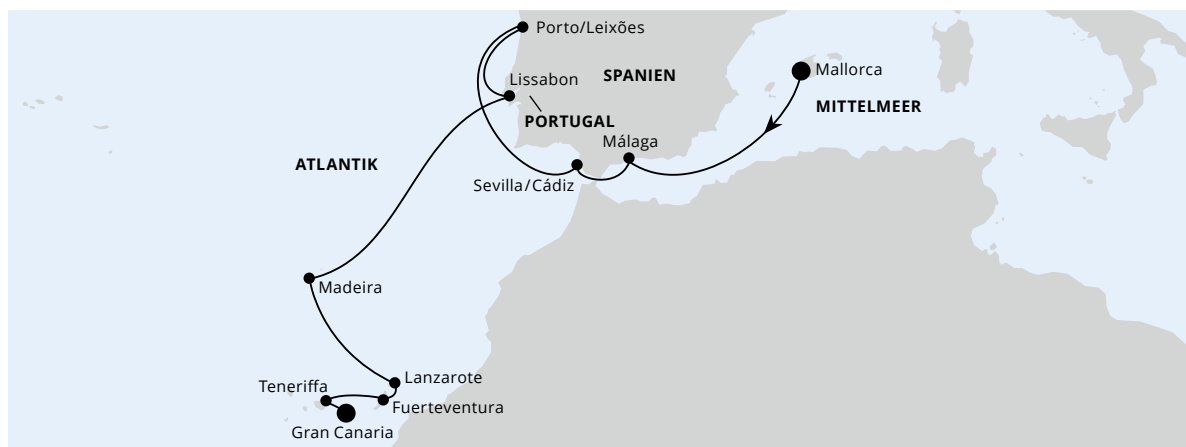 Porto/Leixões
Lissabon
SPANIEN
Mallorca
MITTELMEER
PORTUGAL
Málaga
ATLANTIK
Sevilla/Cádiz
Madeira
Lanzarote
Teneriffa
Fuerteventura
Gran Canaria